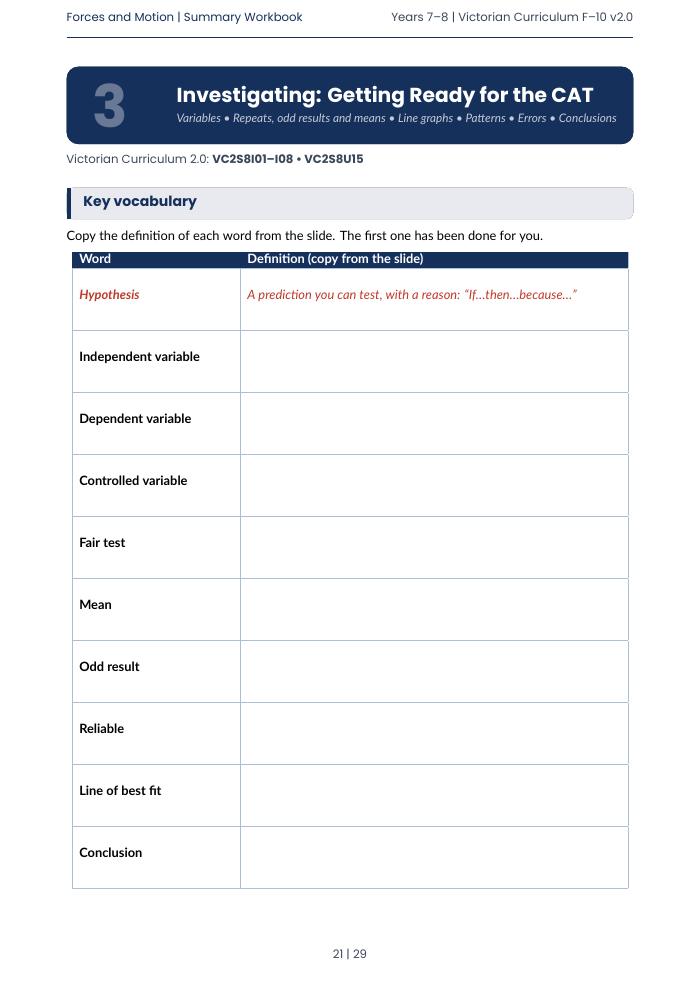 Forces and Motion | Summary Workbook
Years 7–8 | Victorian Curriculum F–10 v2.0
3
Investigating: Getting Ready for the CAT
Variables • Repeats, odd results and means • Line graphs • Patterns • Errors • Conclusions
Victorian Curriculum 2.0: VC2S8I01–I08 • VC2S8U15
Key vocabulary
Copy the definition of each word from the slide. The first one has been done for you.
Word
Definition (copy from the slide)
Hypothesis
A prediction you can test, with a reason: “If…then…because…”
Independent variable
Dependent variable
Controlled variable
Fair test
Mean
Odd result
Reliable
Line of best fit
Conclusion
21 | 29